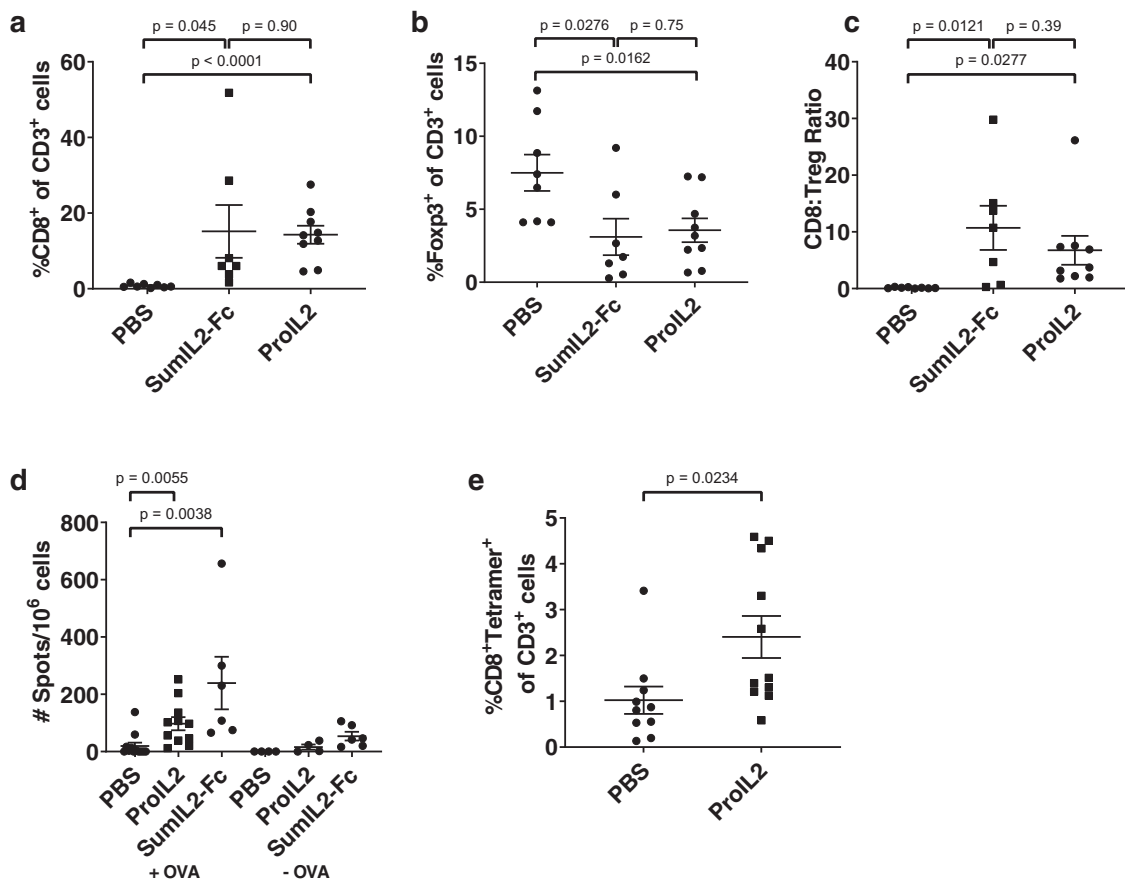 a
p = 0.045
p = 0.90
p < 0.0001
%CD8⁺ of CD3⁺ cells
60
40
20
0
PBS
SumIL2-Fc
ProIL2
b
p = 0.0276
p = 0.75
p = 0.0162
%Foxp3⁺ of CD3⁺ cells
15
10
5
0
PBS
SumIL2-Fc
ProIL2
c
p = 0.0121
p = 0.39
p = 0.0277
CD8:Treg Ratio
40
30
20
10
0
PBS
SumIL2-Fc
ProIL2
d
p = 0.0055
p = 0.0038
# Spots/10⁶ cells
800
600
400
200
0
PBS
ProIL2
SumIL2-Fc
PBS
ProIL2
SumIL2-Fc
+ OVA
- OVA
e
p = 0.0234
%CD8⁺Tetramer⁺
of CD3⁺ cells
5
4
3
2
1
0
PBS
ProIL2